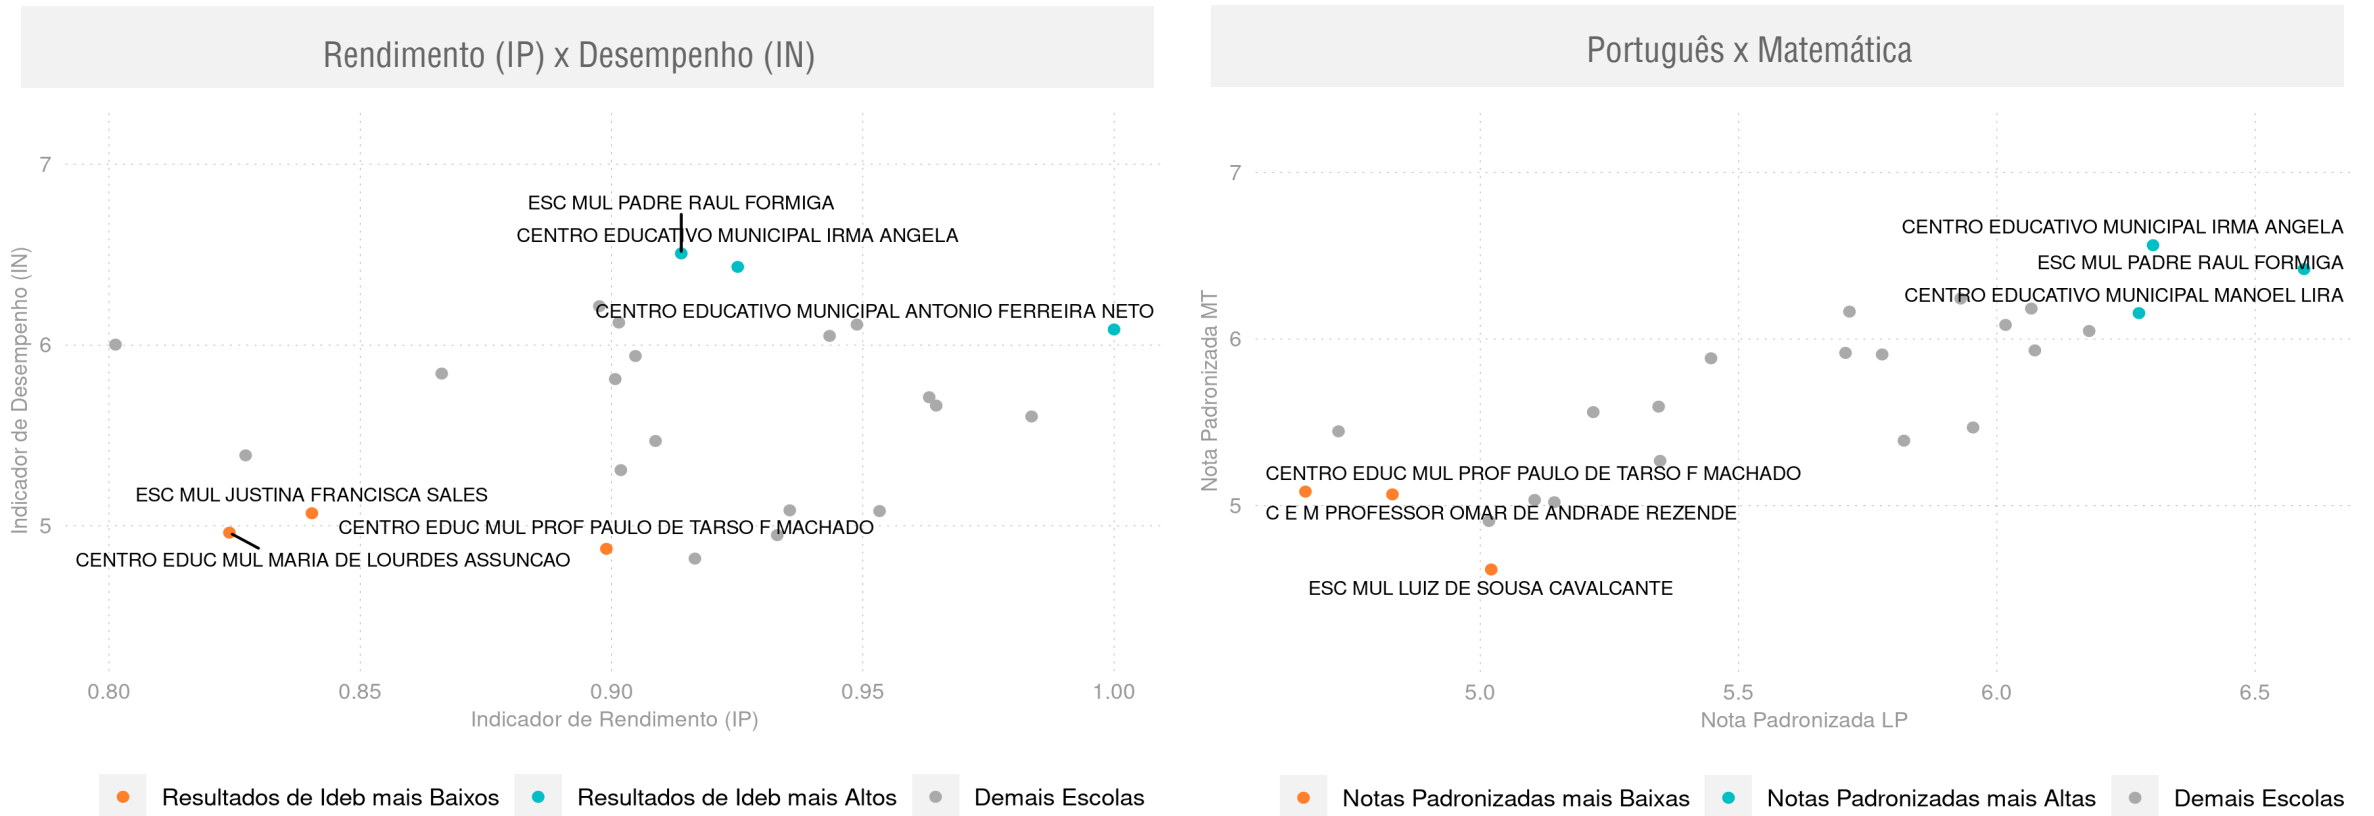 Rendimento (IP) x Desempenho (IN)
7
6
5
Indicador de Desempenho (IN)
ESC MUL PADRE RAUL FORMIGA
CENTRO EDUCATIVO MUNICIPAL IRMA ANGELA
CENTRO EDUCATIVO MUNICIPAL ANTONIO FERREIRA NETO
ESC MUL JUSTINA FRANCISCA SALES
CENTRO EDUC MUL PROF PAULO DE TARSO F MACHADO
CENTRO EDUC MUL MARIA DE LOURDES ASSUNCAO
0.80 0.85 0.90 0.95 1.00
Indicador de Rendimento (IP)
Resultados de Ideb mais Baixos Resultados de Ideb mais Altos Demais Escolas
Português x Matemática
7
6
5
Nota Padronizada MT
CENTRO EDUCATIVO MUNICIPAL IRMA ANGELA
ESC MUL PADRE RAUL FORMIGA
CENTRO EDUCATIVO MUNICIPAL MANOEL LIRA
CENTRO EDUC MUL PROF PAULO DE TARSO F MACHADO
C E M PROFESSOR OMAR DE ANDRADE REZENDE
ESC MUL LUIZ DE SOUSA CAVALCANTE
5.0 5.5 6.0 6.5
Nota Padronizada LP
Notas Padronizadas mais Baixas Notas Padronizadas mais Altas Demais Escolas